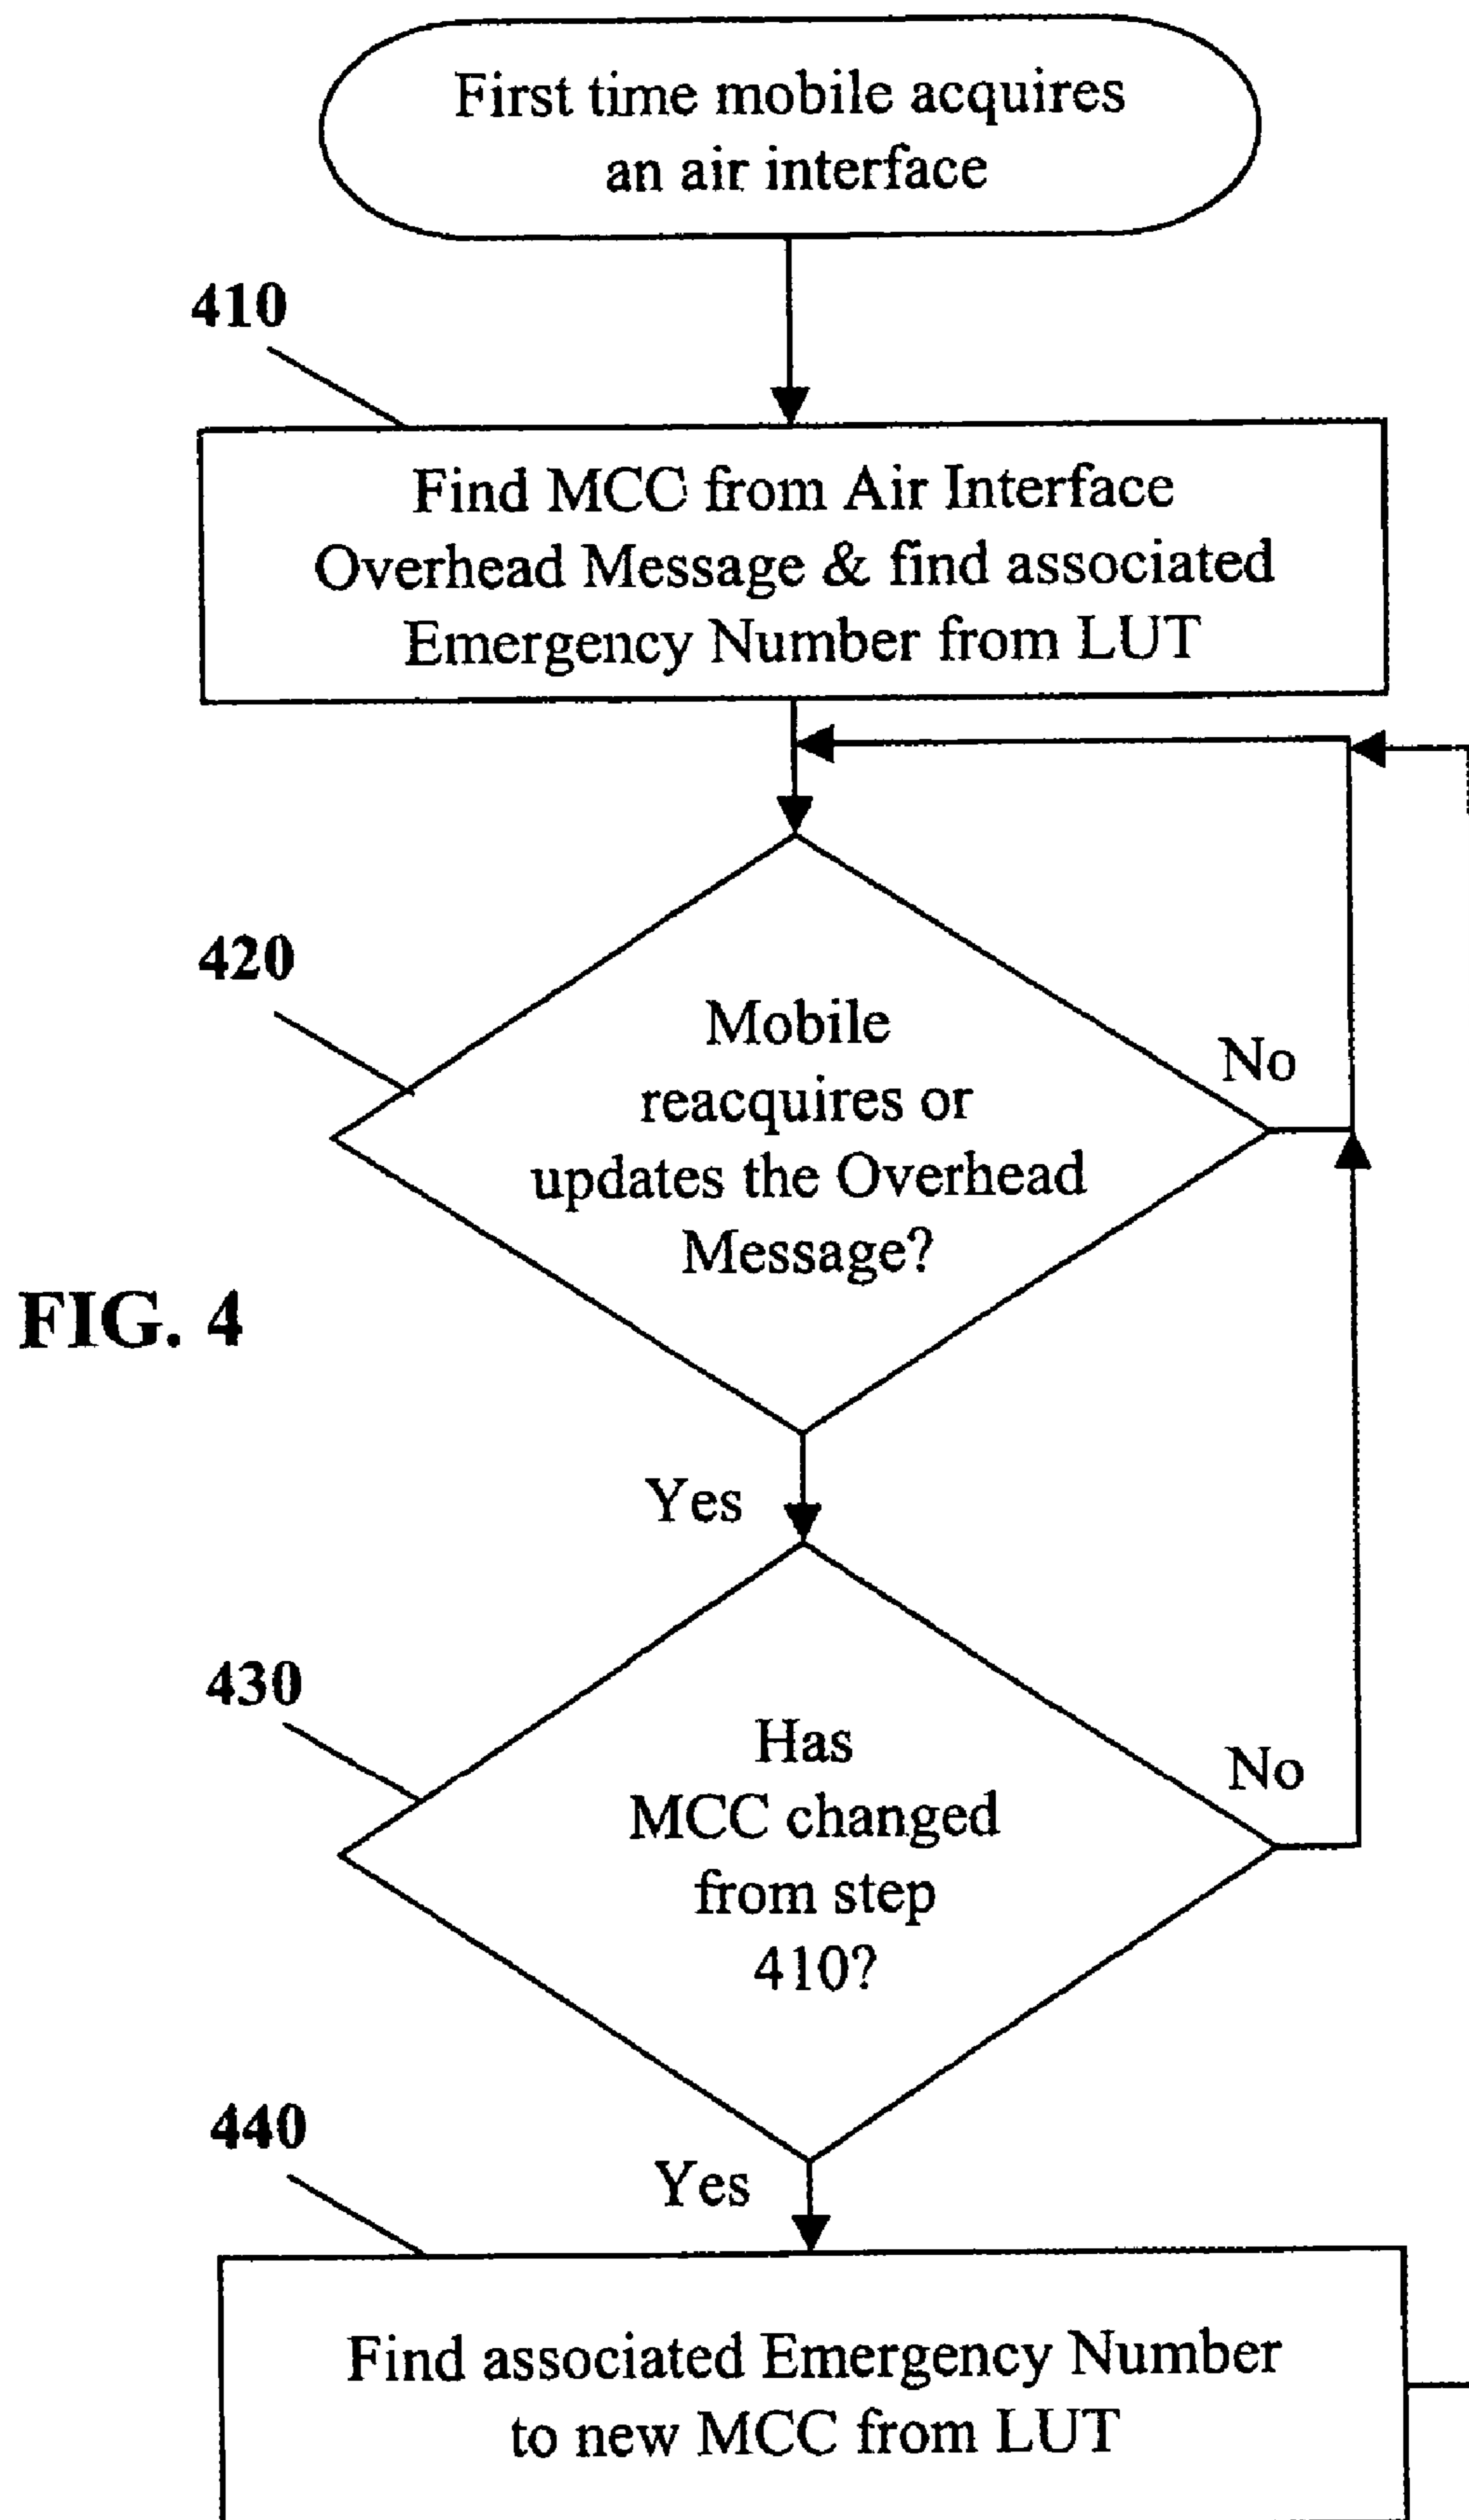 First time mobile acquires
an air interface
410
Find MCC from Air Interface
Overhead Message & find associated
Emergency Number from LUT
420
Mobile
reacquires or
updates the Overhead
Message?
No
FIG. 4
Yes
430
Has
MCC changed
from step
410?
No
440
Yes
Find associated Emergency Number
to new MCC from LUT